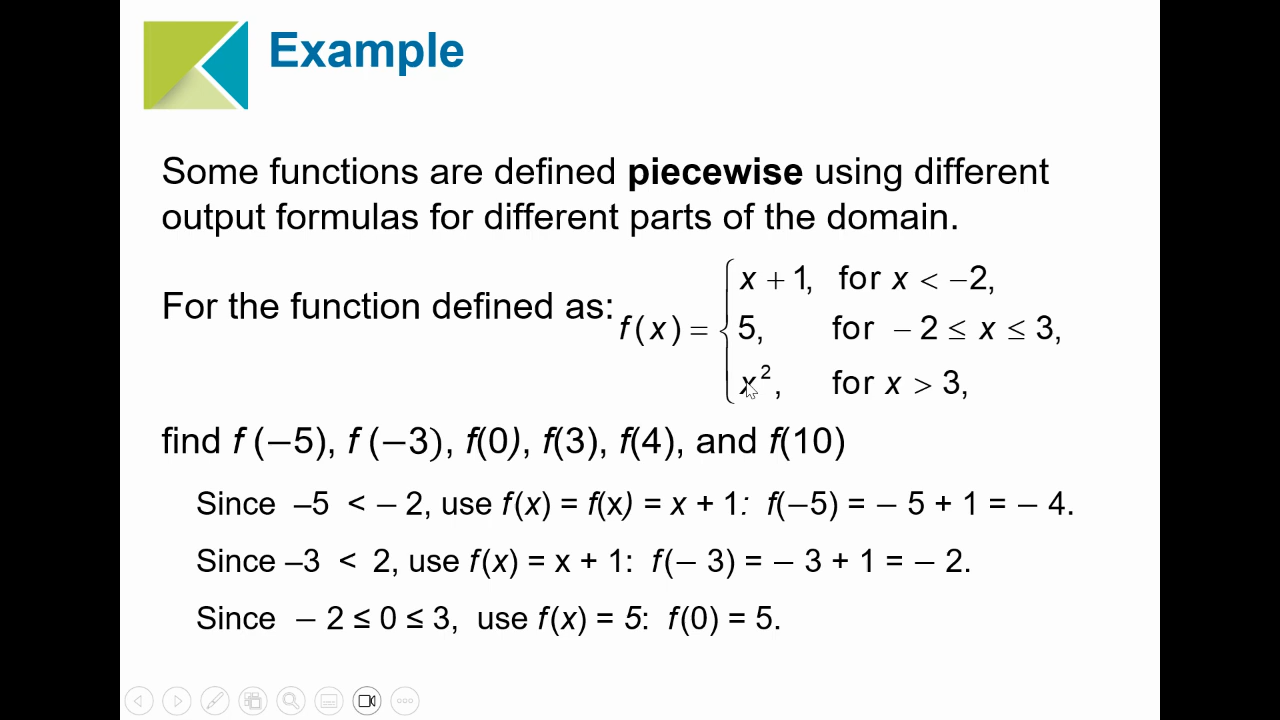 Example
Some functions are defined piecewise using different
output formulas for different parts of the domain.
For the function defined as:
f(x) = { x + 1, for x < −2,
5, for − 2 ≤ x ≤ 3,
x², for x > 3,
find f (−5), f (−3), f(0), f(3), f(4), and f(10)
Since –5 < − 2, use f(x) = f(x) = x + 1: f(−5) = − 5 + 1 = − 4.
Since –3 < 2, use f(x) = x + 1: f(− 3) = − 3 + 1 = − 2.
Since − 2 ≤ 0 ≤ 3, use f(x) = 5: f(0) = 5.